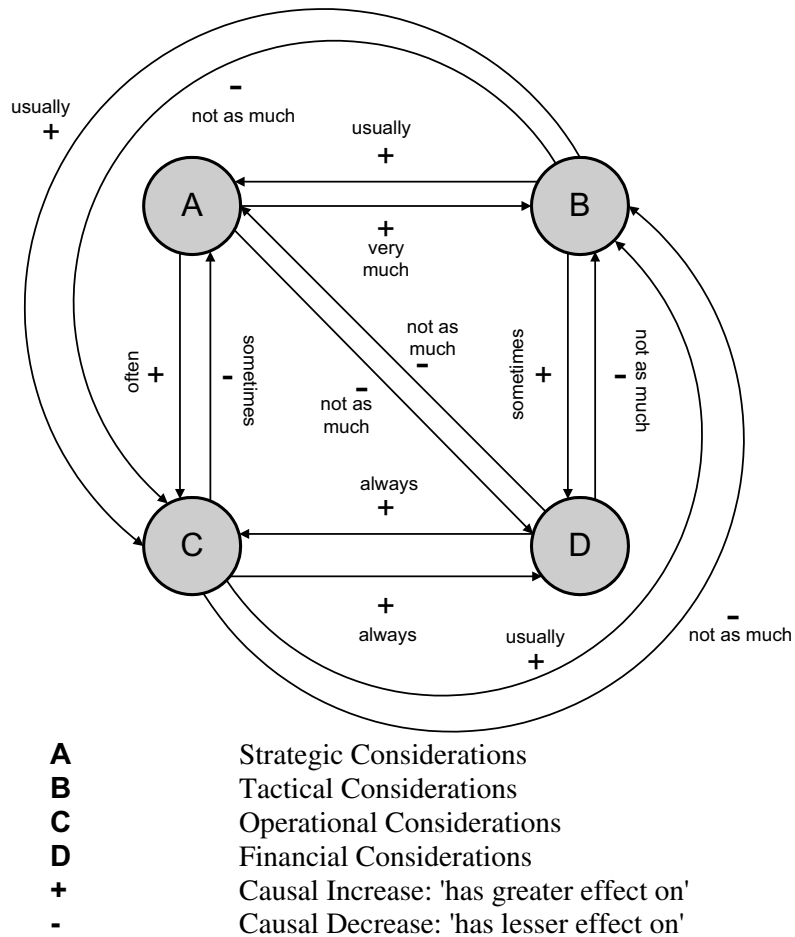 -
not as much
usually
+
usually
+
A
B
+
very
much
not as
much
-
often
+
-
sometimes
-
not as
much
sometimes
+
-
not as much
always
+
C
D
+
always
usually
+
-
not as much
A Strategic Considerations
B Tactical Considerations
C Operational Considerations
D Financial Considerations
+ Causal Increase: 'has greater effect on'
- Causal Decrease: 'has lesser effect on'